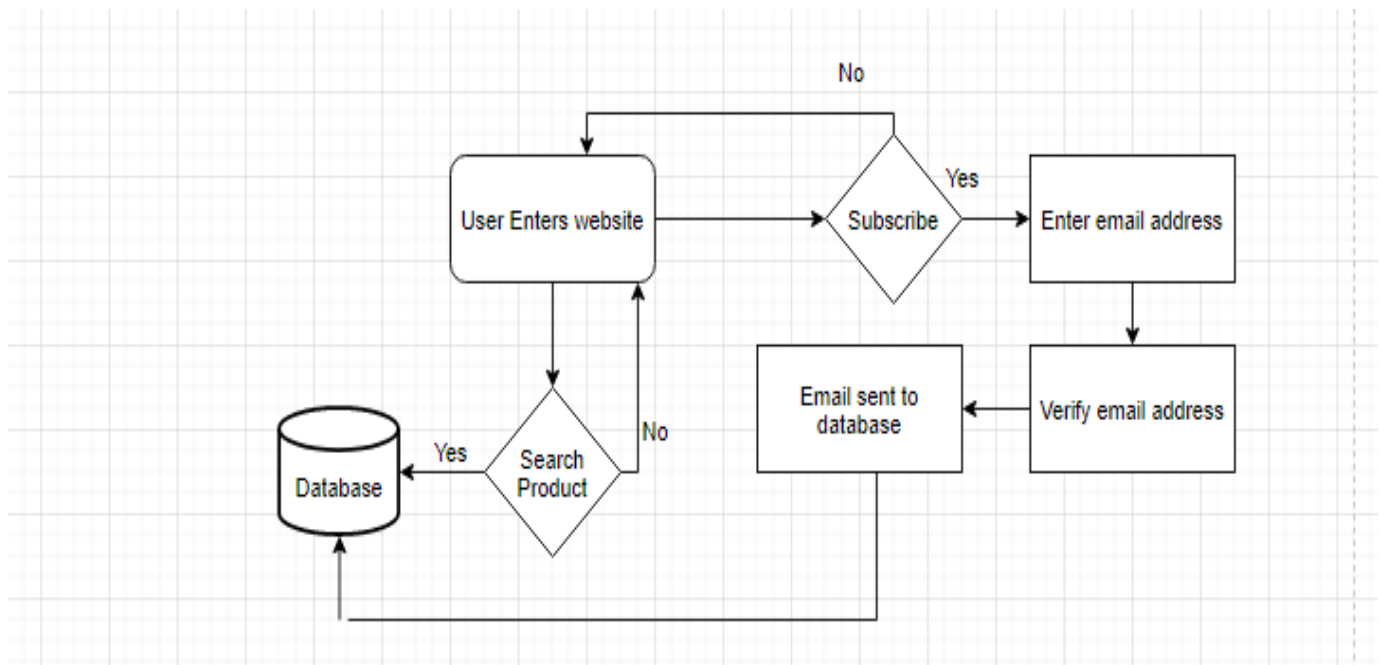 No
User Enters website
Subscribe
Yes
Enter email address
Email sent to
database
Verify email address
Database
Yes
Search
Product
No